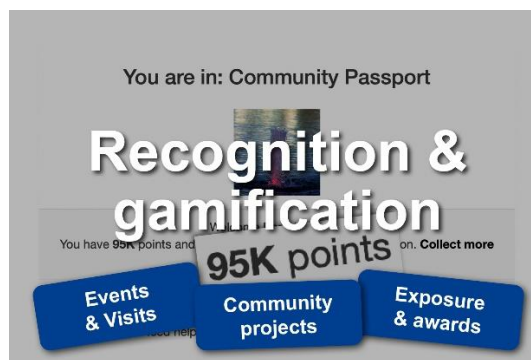 You are in: Community Passport
Recognition &
gamification
You have 95K points and on. Collect more
95K points
Events
& Visits
Community
projects
Exposure
& awards
help